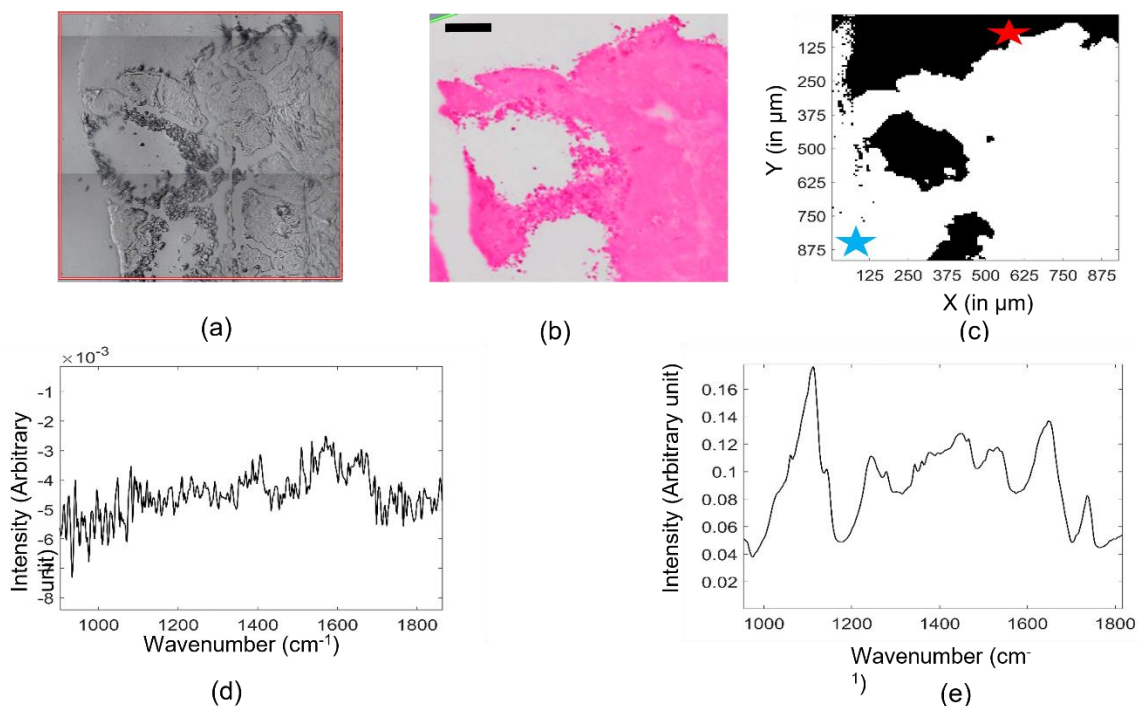 125
250
375
500
625
750
875
Y (in µm)
125 250 375 500 625 750 875
X (in µm)
(a)
(b)
(c)
×10⁻³
-1
-2
-3
-4
-5
-6
-7
-8
Intensity (Arbitrary
unit)
1000 1200 1400 1600 1800
Wavenumber (cm⁻¹)
(d)
0.16
0.14
0.12
0.1
0.08
0.06
0.04
0.02
Intensity (Arbitrary unit)
1000 1200 1400 1600 1800
Wavenumber (cm⁻
¹)
(e)